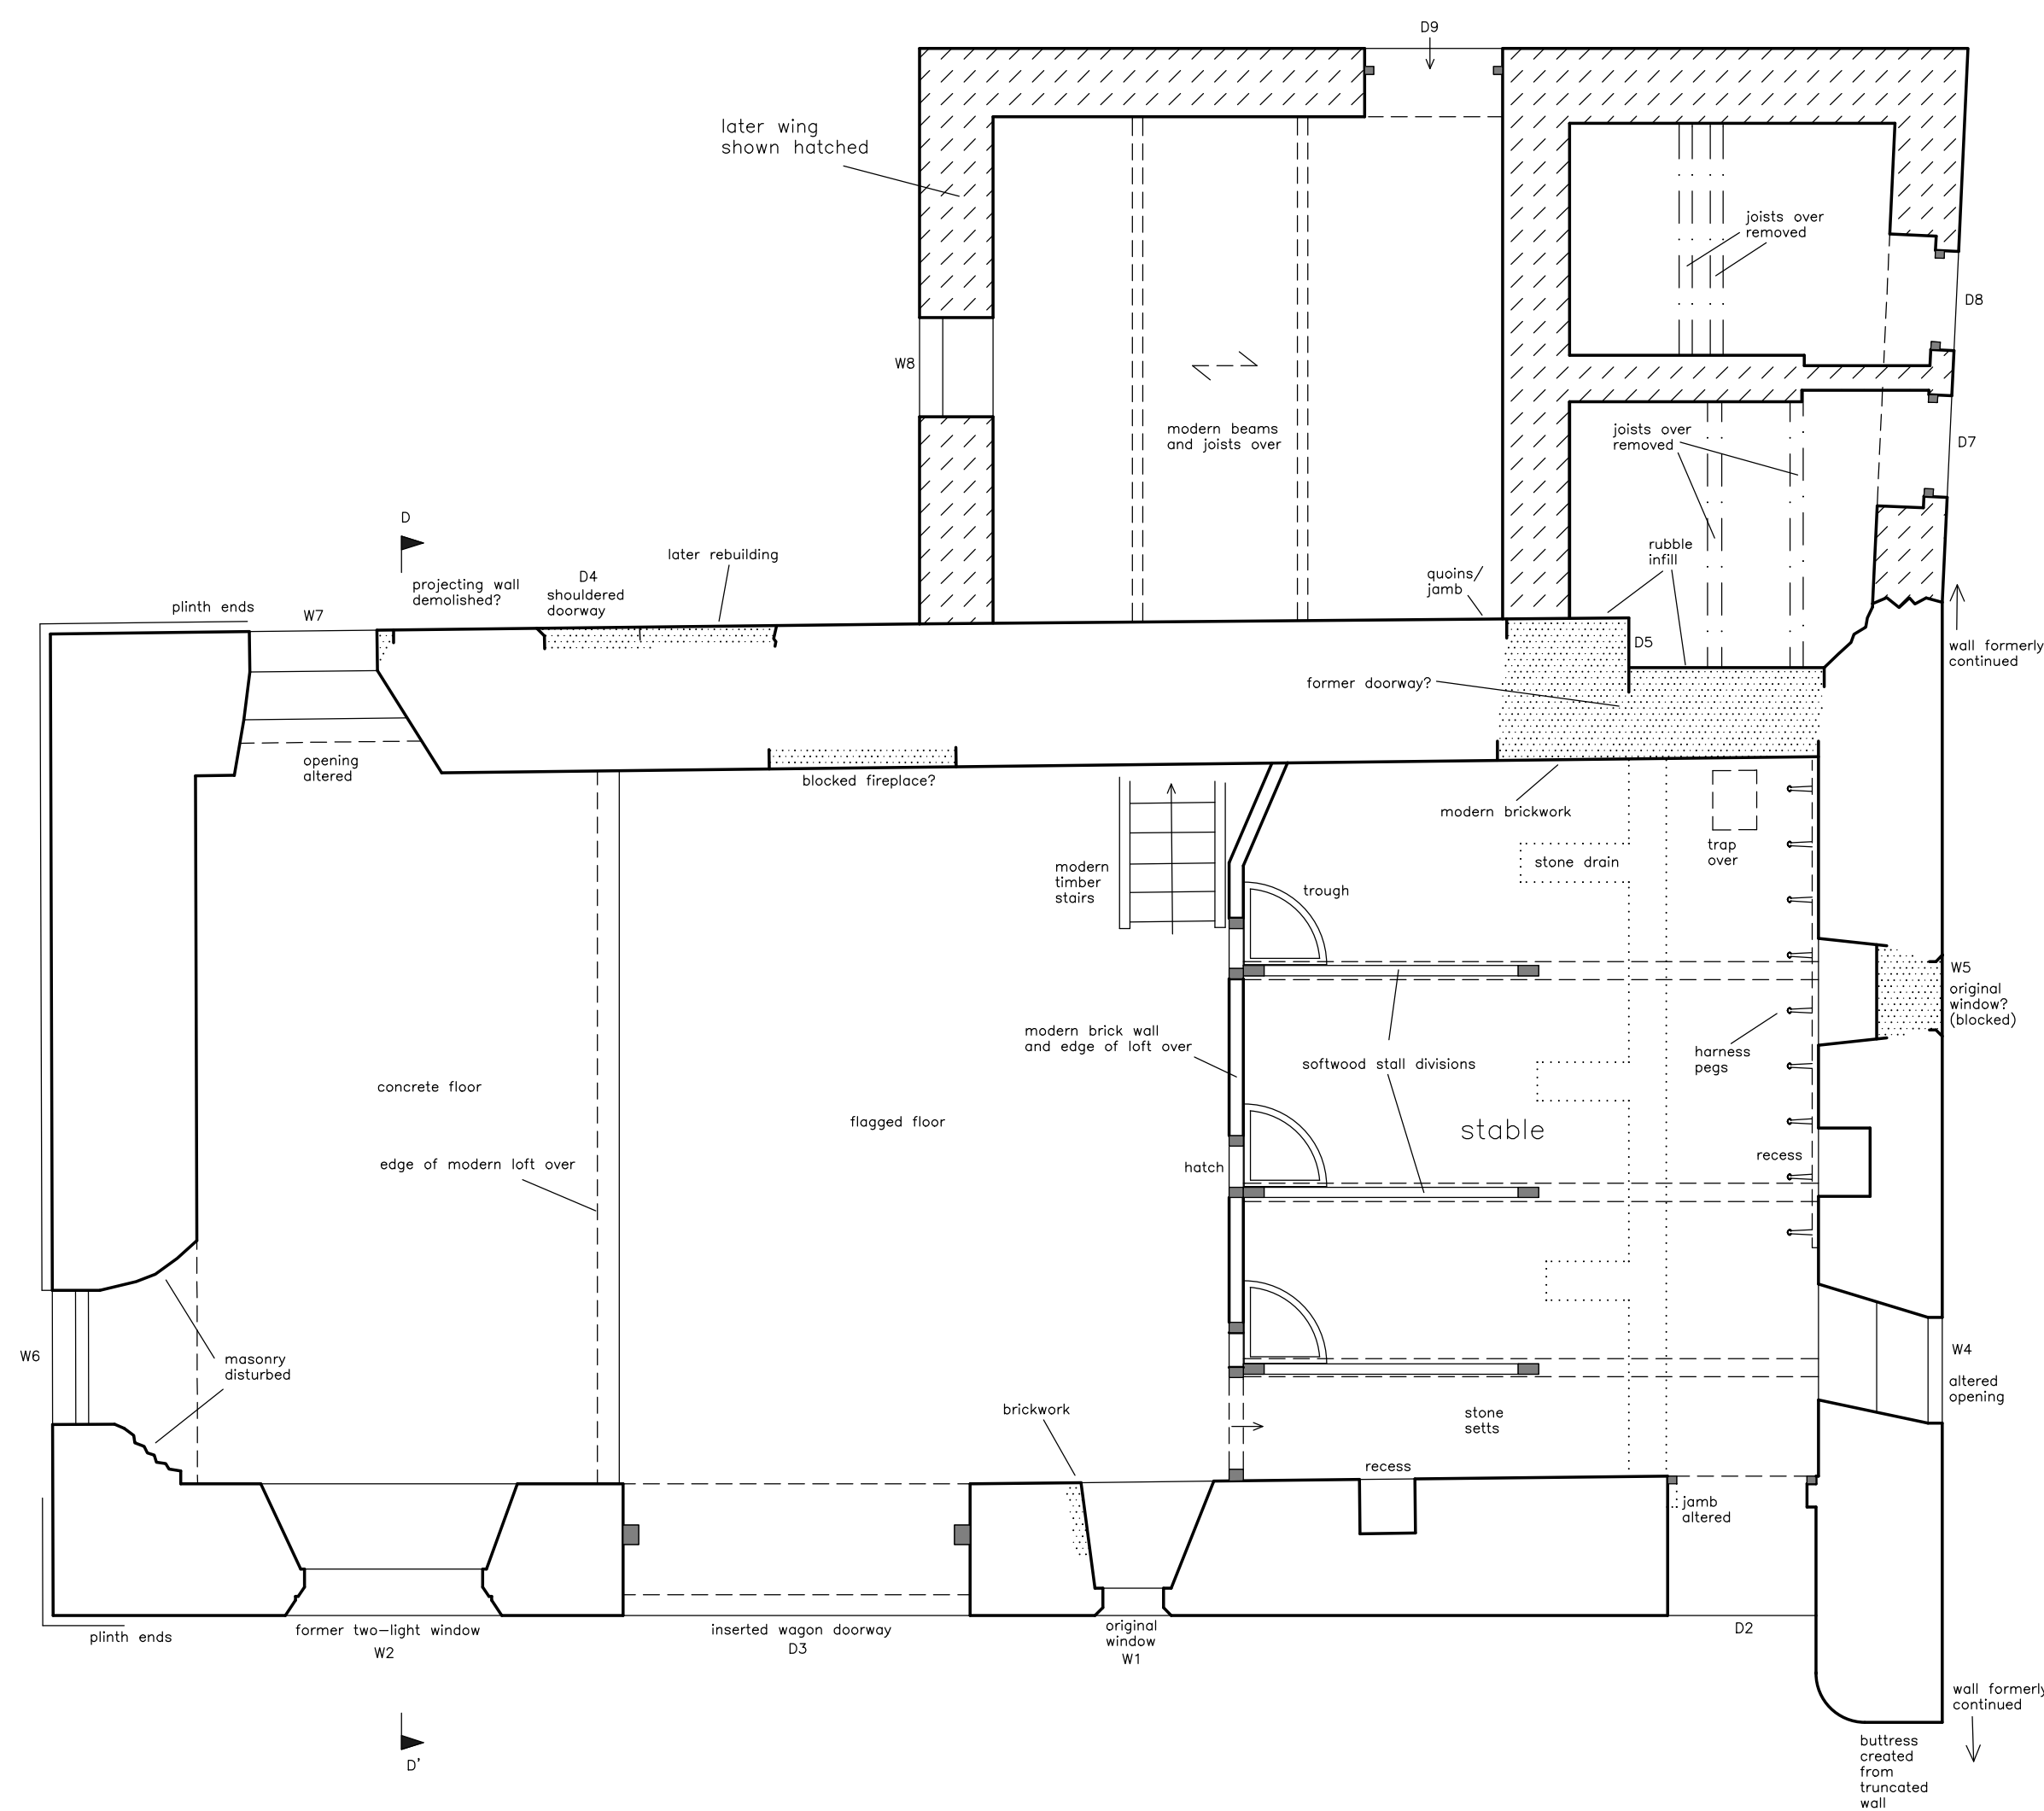 D9
later wing
shown hatched
joists over
removed
D8
W8
modern beams
and joists over
joists over
removed
D7
D
later rebuilding
projecting wall
demolished?
D4
shouldered
doorway
quoins/
jamb
rubble
infill
plinth ends
W7
D5
wall formerly
continued
former doorway?
opening
altered
blocked fireplace?
modern brickwork
modern
timber
stairs
trough
stone drain
trap
over
W5
original
window?
(blocked)
modern brick wall
and edge of loft over
harness
pegs
softwood stall divisions
concrete floor
flagged floor
stable
edge of modern loft over
hatch
recess
W6
masonry
disturbed
W4
altered
opening
brickwork
stone
setts
recess
jamb
altered
plinth ends
former two-light window
W2
inserted wagon doorway
D3
original
window
W1
D2
wall formerly
continued
D'
buttress
created
from
truncated
wall